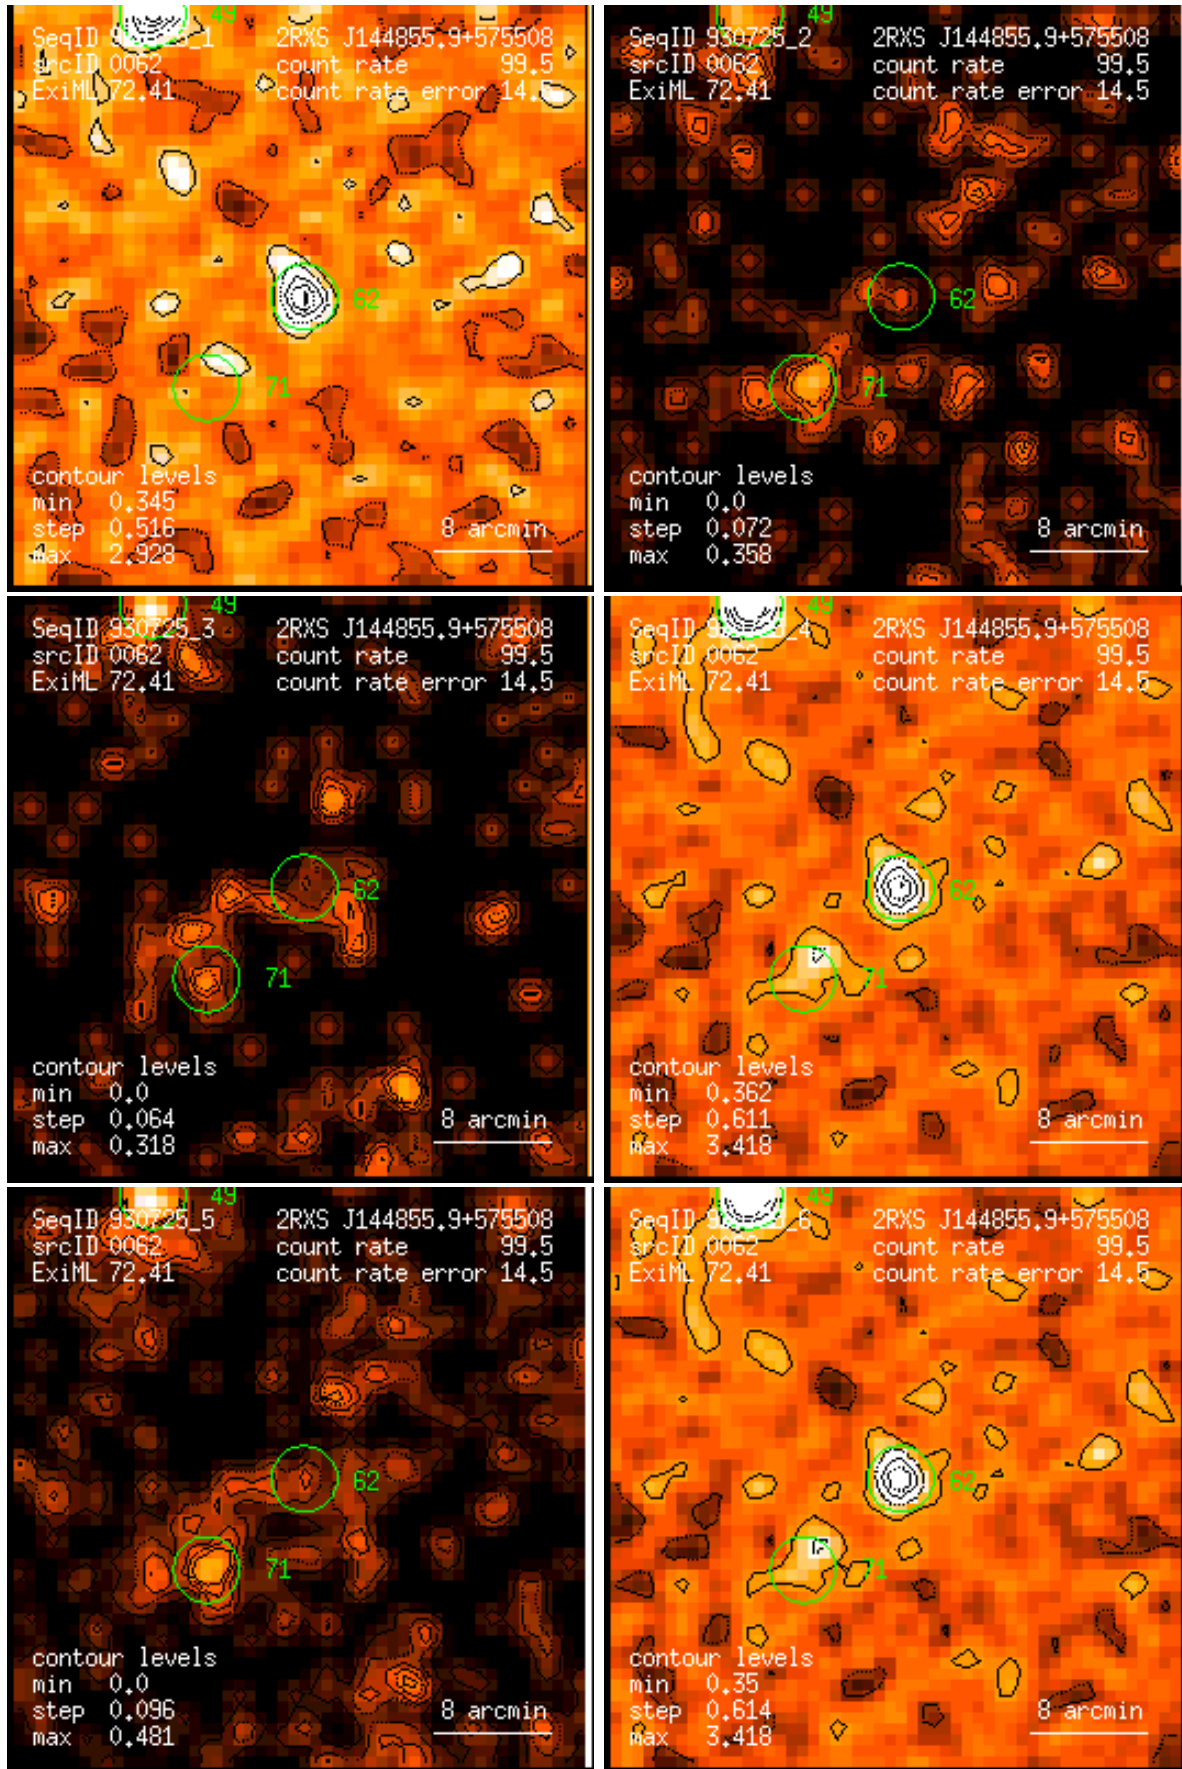 49
SeqID 930725_1 2RXS J144855.9+575508
srcID 0062 count rate 99.5
ExiML 72.41 count rate error 14.5
62
71
contour levels
min 0.345
step 0.516
max 2.928
8 arcmin
49
SeqID 930725_2 2RXS J144855.9+575508
srcID 0062 count rate 99.5
ExiML 72.41 count rate error 14.5
62
71
contour levels
min 0.0
step 0.072
max 0.358
8 arcmin
49
SeqID 930725_3 2RXS J144855.9+575508
srcID 0062 count rate 99.5
ExiML 72.41 count rate error 14.5
62
71
contour levels
min 0.0
step 0.064
max 0.318
8 arcmin
49
SeqID 930725_4 2RXS J144855.9+575508
srcID 0062 count rate 99.5
ExiML 72.41 count rate error 14.5
62
71
contour levels
min 0.362
step 0.611
max 3.418
8 arcmin
49
SeqID 930725_5 2RXS J144855.9+575508
srcID 0062 count rate 99.5
ExiML 72.41 count rate error 14.5
62
71
contour levels
min 0.0
step 0.096
max 0.481
8 arcmin
49
SeqID 930725_6 2RXS J144855.9+575508
srcID 0062 count rate 99.5
ExiML 72.41 count rate error 14.5
62
71
contour levels
min 0.35
step 0.614
max 3.418
8 arcmin